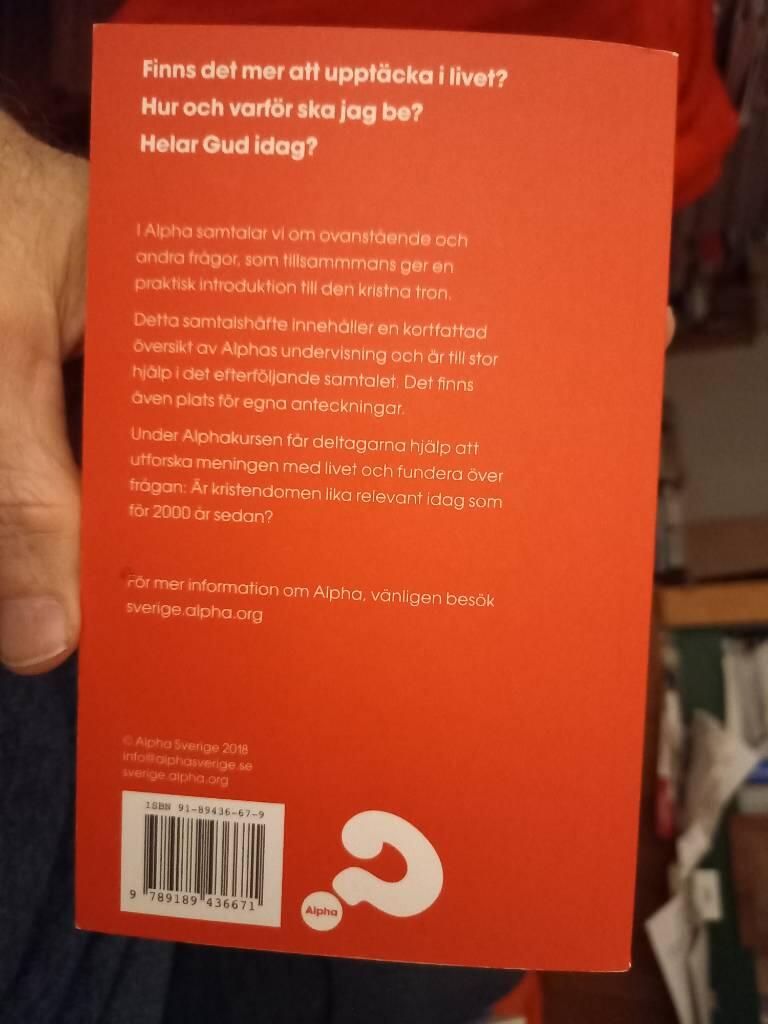 Finns det mer att upptäcka i livet?
Hur och varför ska jag be?
Helar Gud idag?
I Alpha samtalar vi om ovanstående och
andra frågor, som tillsammmans ger en
praktisk introduktion till den kristna tron.
Detta samtalshäfte innehåller en kortfattad
översikt av Alphas undervisning och är till stor
hjälp i det efterföljande samtalet. Det finns
även plats för egna anteckningar.
Under Alphakursen får deltagarna hjälp att
utforska meningen med livet och fundera över
frågan: Är kristendomen lika relevant idag som
för 2000 år sedan?
För mer information om Alpha, vänligen besök
sverige.alpha.org
© Alpha Sverige 2018
info@alphasverige.se
sverige.alpha.org
ISBN 91-89436-67-9
9 789189 436671
Alpha